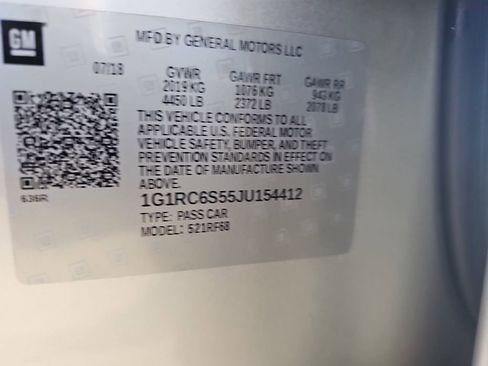 GM
MFD BY GENERAL MOTORS LLC
07/18
GVWR GAWR FRT GAWR RR
2019 KG 1076 KG 943 KG
4450 LB 2372 LB 2078 LB
THIS VEHICLE CONFORMS TO ALL
APPLICABLE U.S. FEDERAL MOTOR
VEHICLE SAFETY, BUMPER, AND THEFT
PREVENTION STANDARDS IN EFFECT ON
THE DATE OF MANUFACTURE SHOWN
ABOVE.
636R
1G1RC6S55JU154412
TYPE: PASS CAR
MODEL: 521RF68